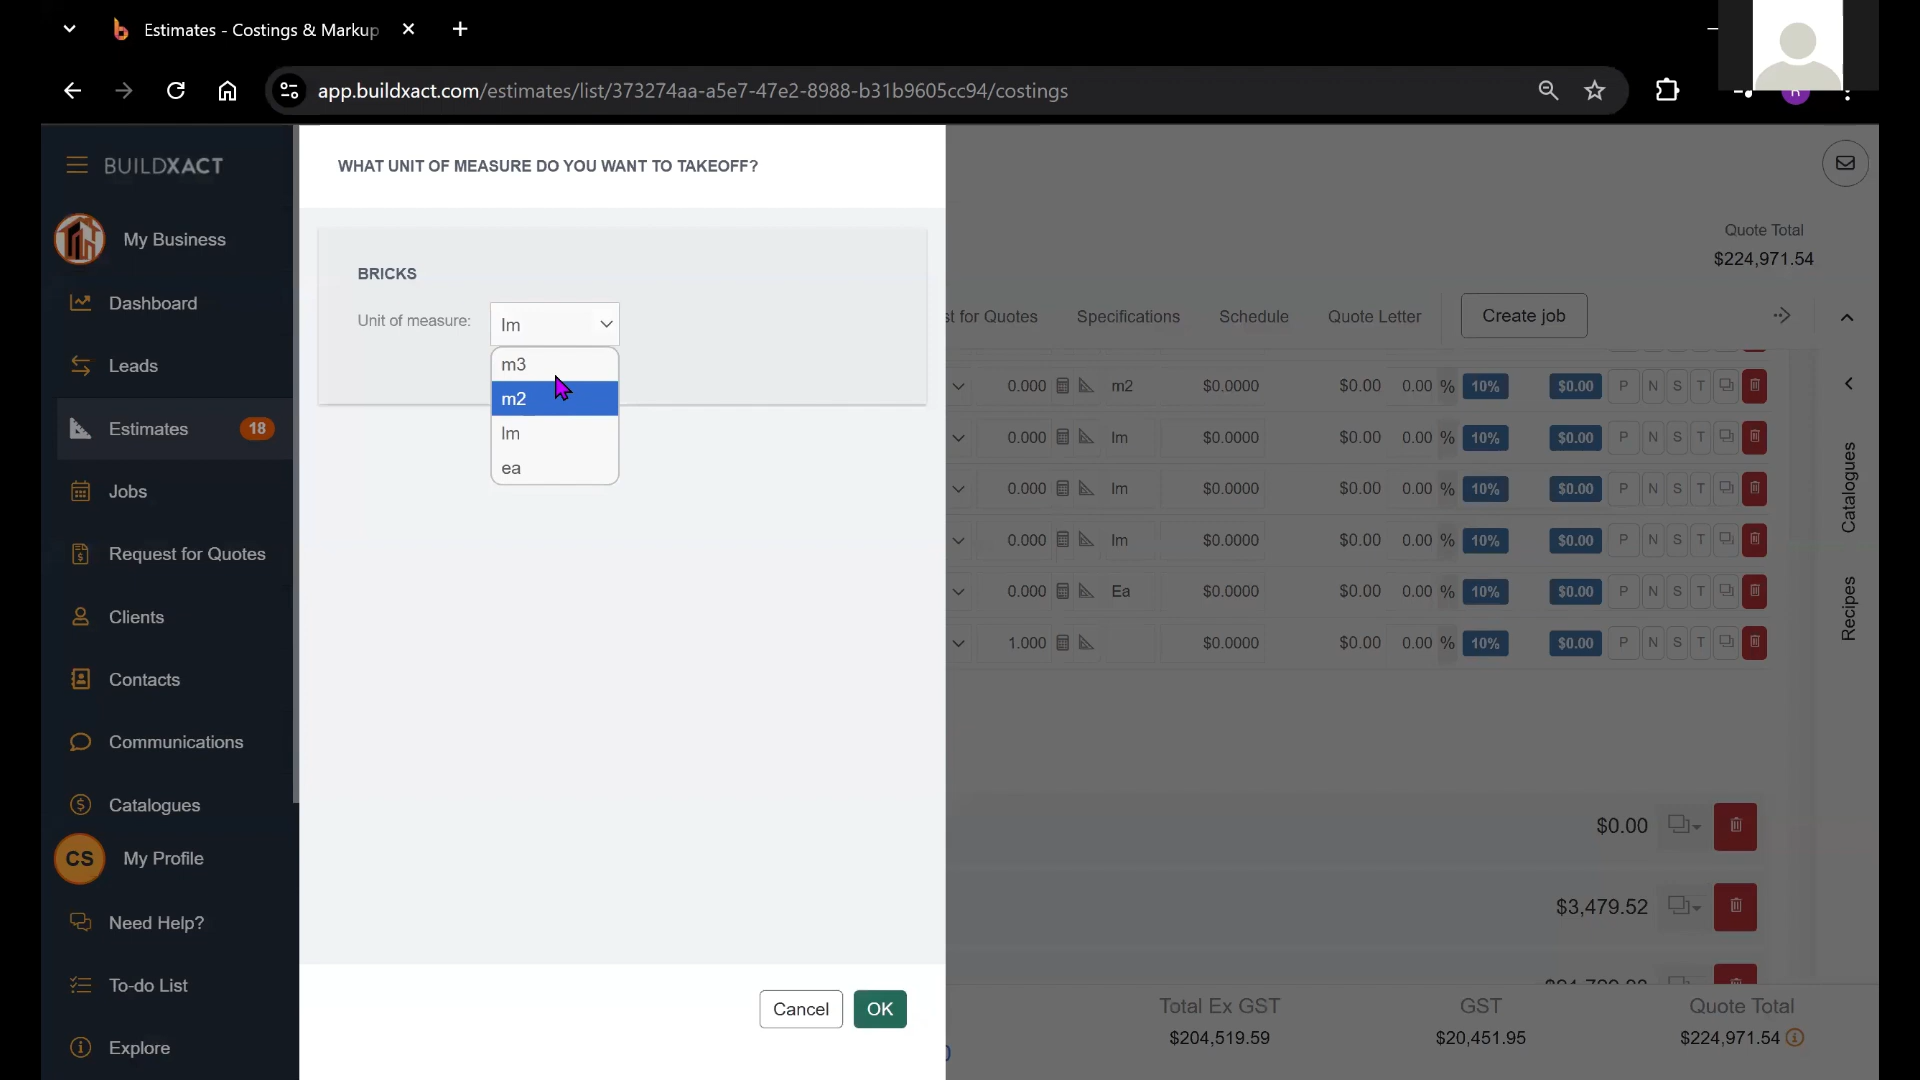 Estimates - Costings & Markup
app.buildxact.com/estimates/list/373274aa-a5e7-47e2-8988-b31b9605cc94/costings
BUILDXACT
My Business
Dashboard
Leads
Estimates 18
Jobs
Request for Quotes
Clients
Contacts
Communications
Catalogues
CS My Profile
Need Help?
To-do List
Explore
WHAT UNIT OF MEASURE DO YOU WANT TO TAKEOFF?
BRICKS
Unit of measure: lm
m3
m2
lm
ea
Cancel OK
Quote Total
$224,971.54
st for Quotes Specifications Schedule Quote Letter Create job
0.000 m2 $0.0000 $0.00 0.00 % 10% $0.00 P N S T
0.000 lm $0.0000 $0.00 0.00 % 10% $0.00 P N S T
0.000 lm $0.0000 $0.00 0.00 % 10% $0.00 P N S T
0.000 lm $0.0000 $0.00 0.00 % 10% $0.00 P N S T
0.000 Ea $0.0000 $0.00 0.00 % 10% $0.00 P N S T
1.000 $0.0000 $0.00 0.00 % 10% $0.00 P N S T
Catalogues
Recipes
$0.00
$3,479.52
Total Ex GST GST Quote Total
$204,519.59 $20,451.95 $224,971.54